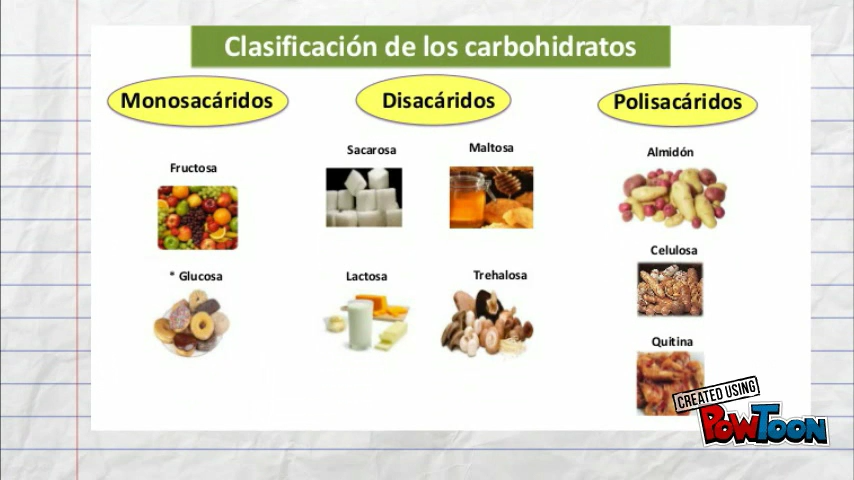 Clasificación de los carbohidratos
Monosacáridos
Disacáridos
Polisacáridos
Fructosa
* Glucosa
Sacarosa
Maltosa
Lactosa
Trehalosa
Almidón
Celulosa
Quitina
CREATED USING
POWTOON